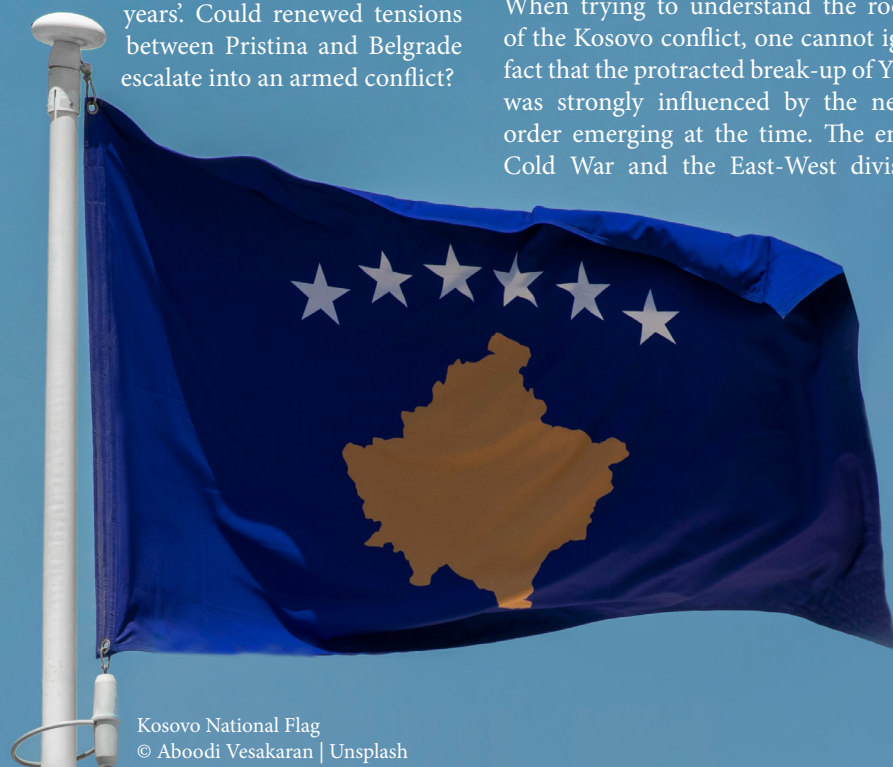 years’. Could renewed tensions
between Pristina and Belgrade
escalate into an armed conflict?
When trying to understand the
of the Kosovo conflict, one cannot
fact that the protracted break-up of
was strongly influenced by the
order emerging at the time. The
Cold War and the East-West
Kosovo National Flag
© Aboodi Vesakaran | Unsplash